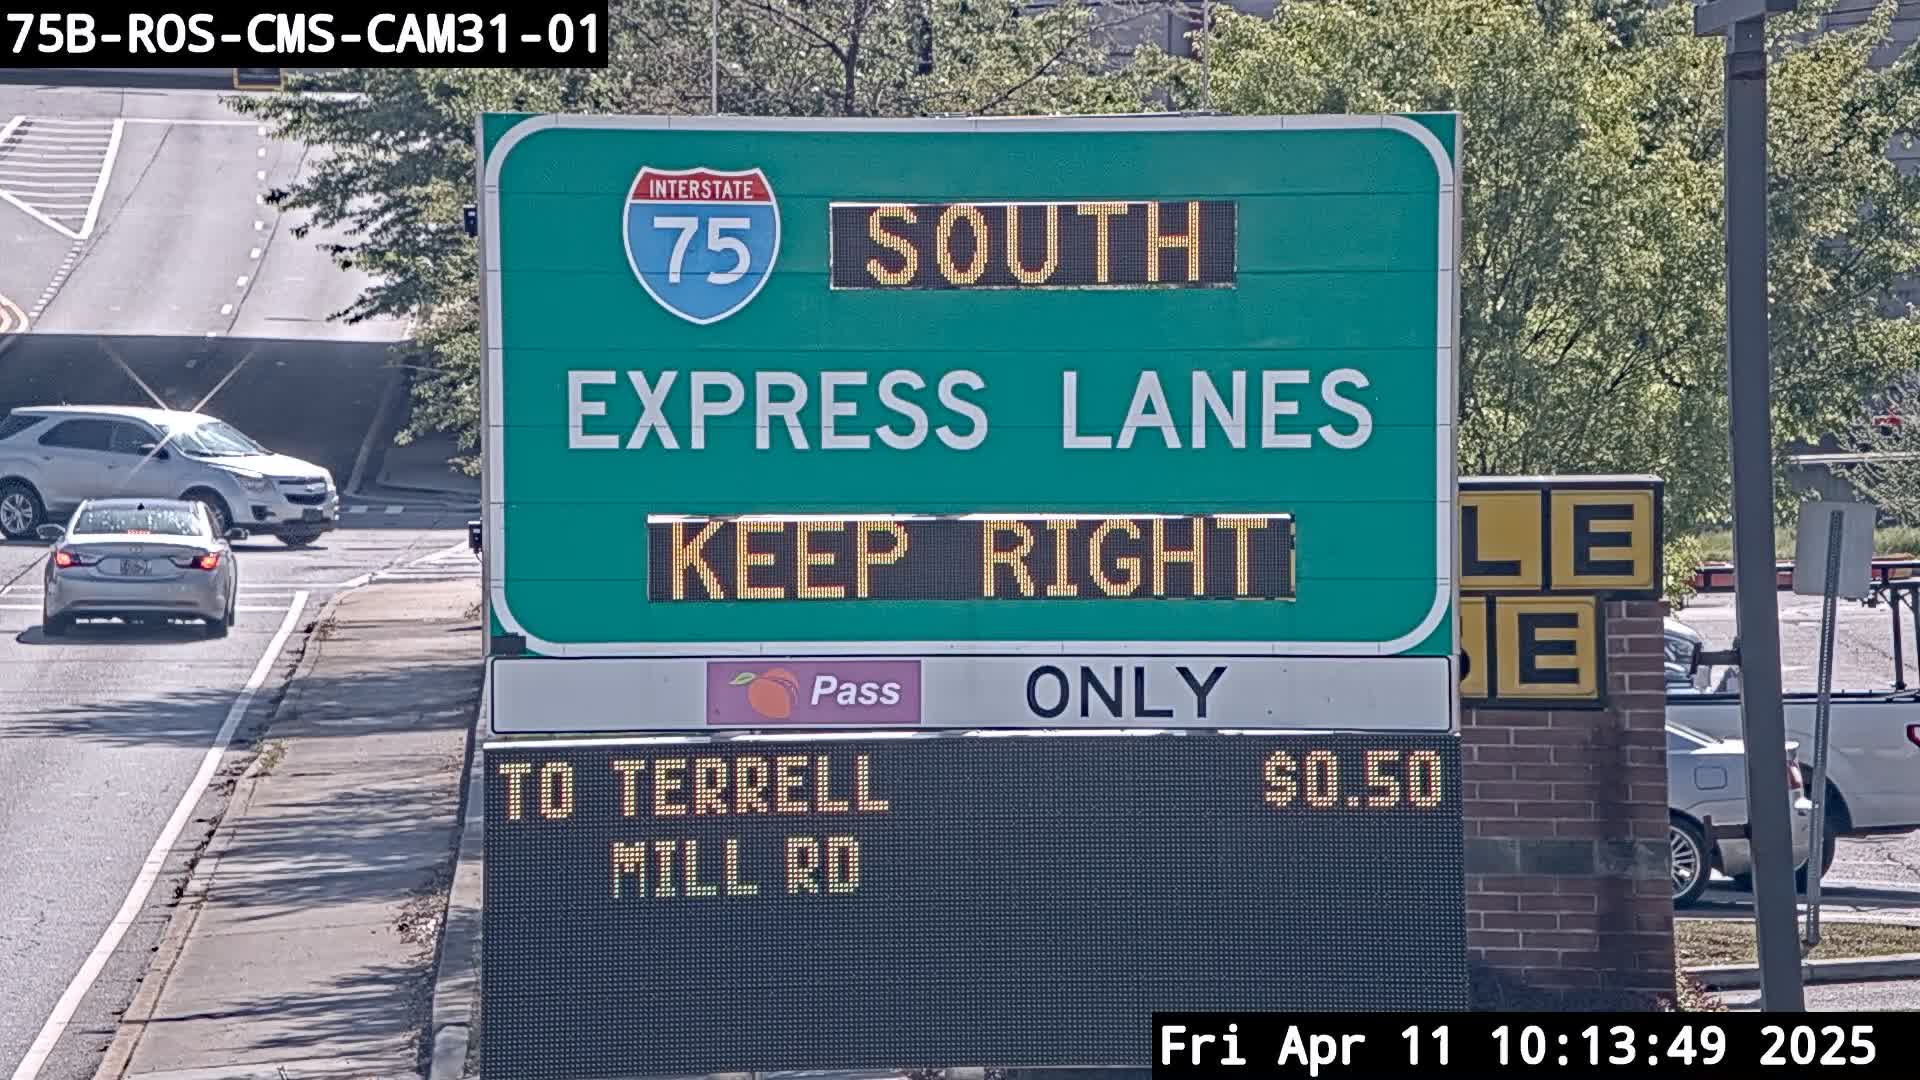 75B-ROS-CMS-CAM31-01
INTERSTATE
75
SOUTH
EXPRESS LANES
KEEP RIGHT
LE
E
Pass ONLY
TO TERRELL $0.50
MILL RD
Fri Apr 11 10:13:49 2025